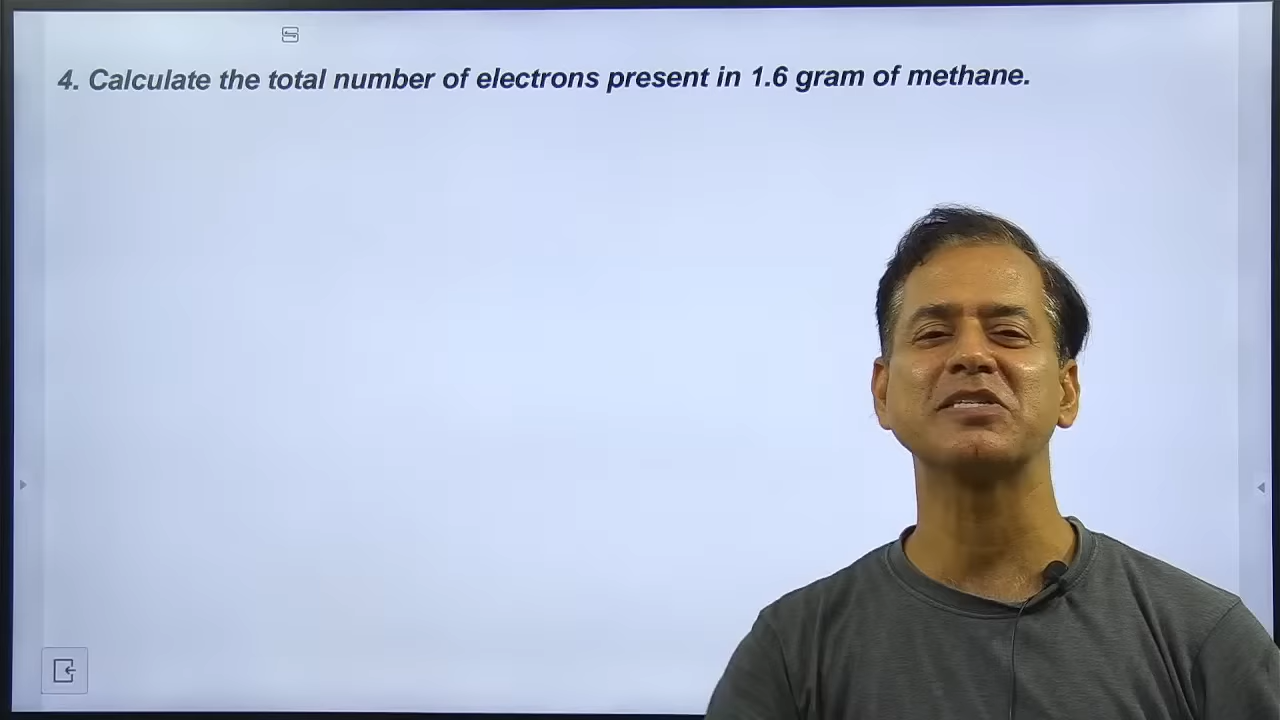 4. Calculate the total number of electrons present in 1.6 gram of methane.